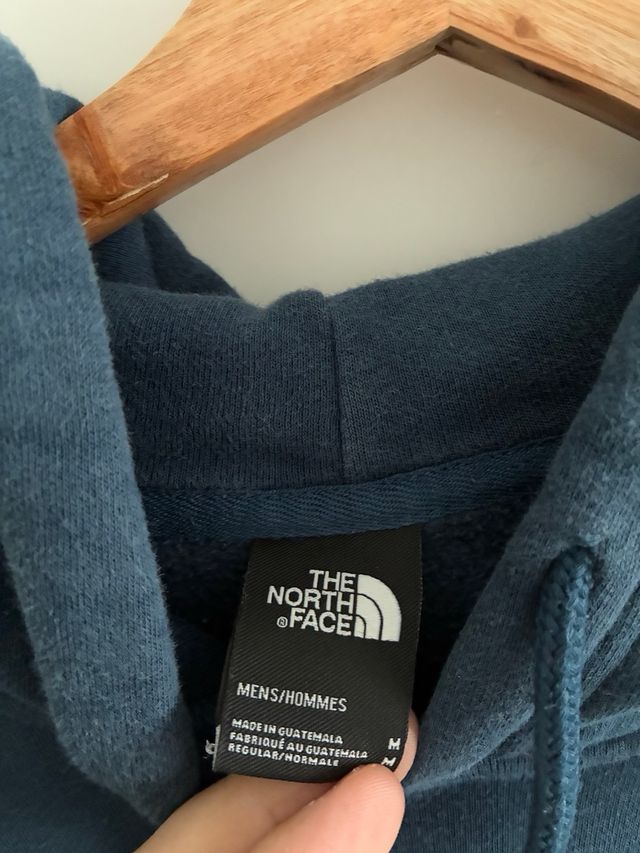 THE
NORTH
® FACE
MENS/HOMMES
MADE IN GUATEMALA
FABRIQUÉ AU GUATEMALA M
REGULAR/NORMALE M